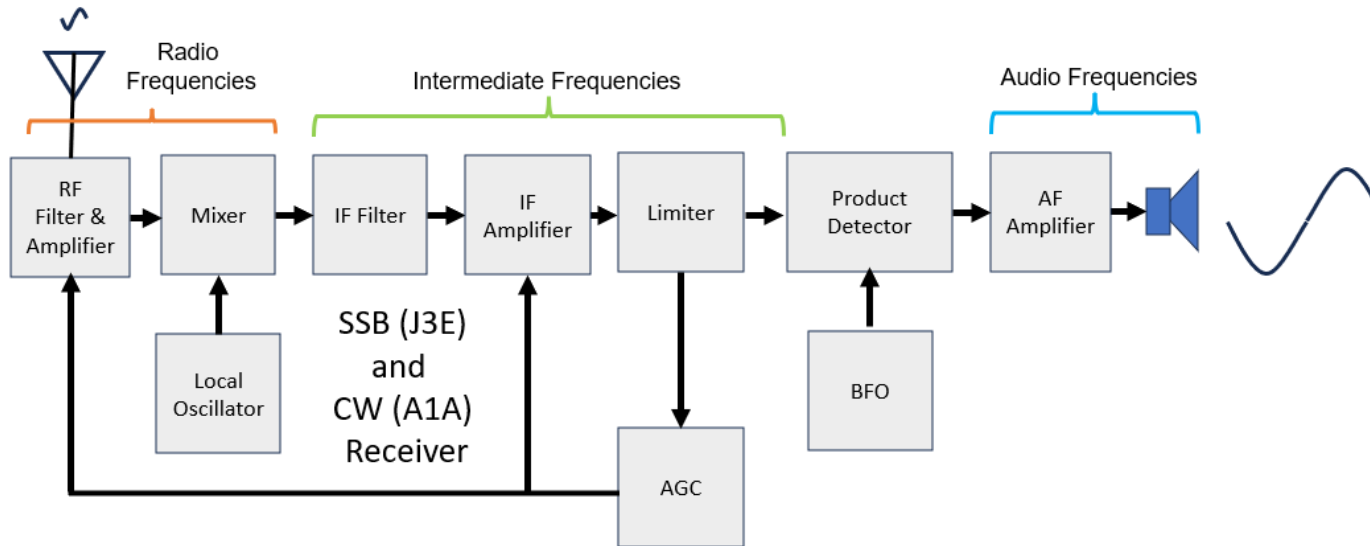 Radio
Frequencies
Intermediate Frequencies
Audio Frequencies
RF
Filter &
Amplifier
Mixer
IF Filter
IF
Amplifier
Limiter
Product
Detector
AF
Amplifier
Local
Oscillator
SSB (J3E)
and
CW (A1A)
Receiver
BFO
AGC